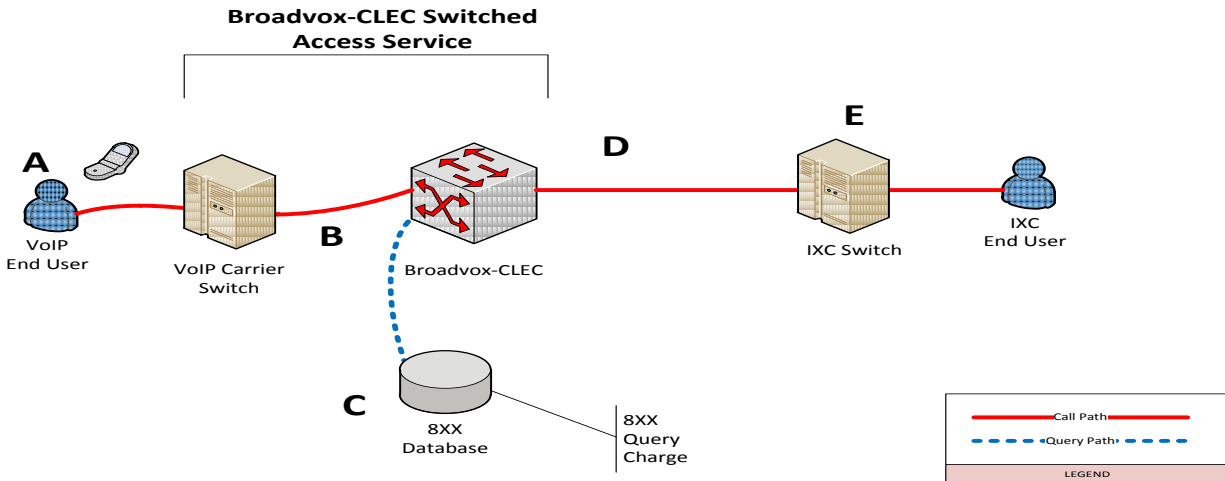 Broadvox-CLEC Switched
Access Service
A
VoIP
End User
VoIP Carrier
Switch
B
Broadvox-CLEC
C
8XX
Database
8XX
Query
Charge
D
E
IXC Switch
IXC
End User
Call Path
Query Path
LEGEND